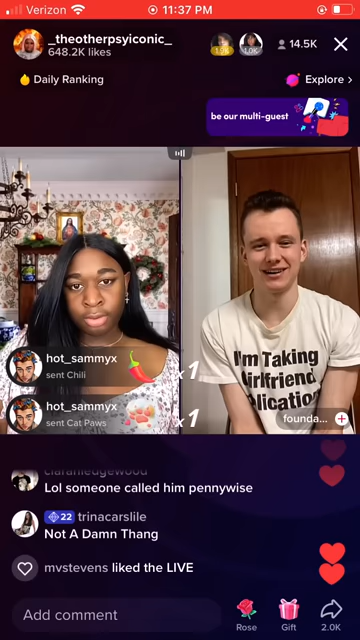 Verizon
11:37 PM
_theotherpsyiconic_
648.2K likes
14.5K
Daily Ranking
Explore >
be our multi-guest
I'm Taking
Girlfriend
plication
hot_sammyx
sent Chili
x1
hot_sammyx
sent Cat Paws
x1
founda...
Lol someone called him pennywise
22 trinacarslile
Not A Damn Thang
mvstevens liked the LIVE
Add comment
Rose
Gift
2.0K